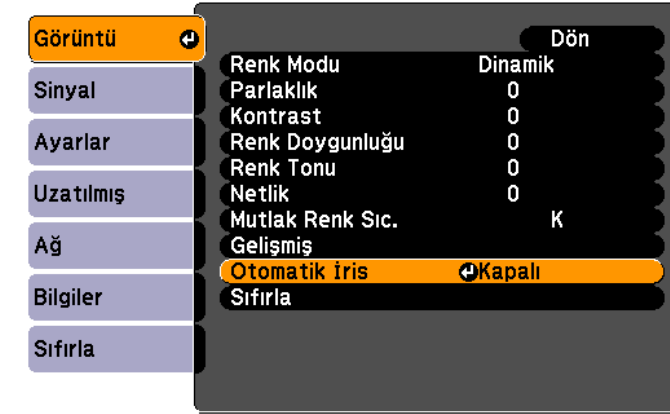 Görüntü
Sinyal
Ayarlar
Uzatılmış
Ağ
Bilgiler
Sıfırla
Dön
Renk Modu Dinamik
Parlaklık 0
Kontrast 0
Renk Doygunluğu 0
Renk Tonu 0
Netlik 0
Mutlak Renk Sıc. K
Gelişmiş
Otomatik İris Kapalı
Sıfırla